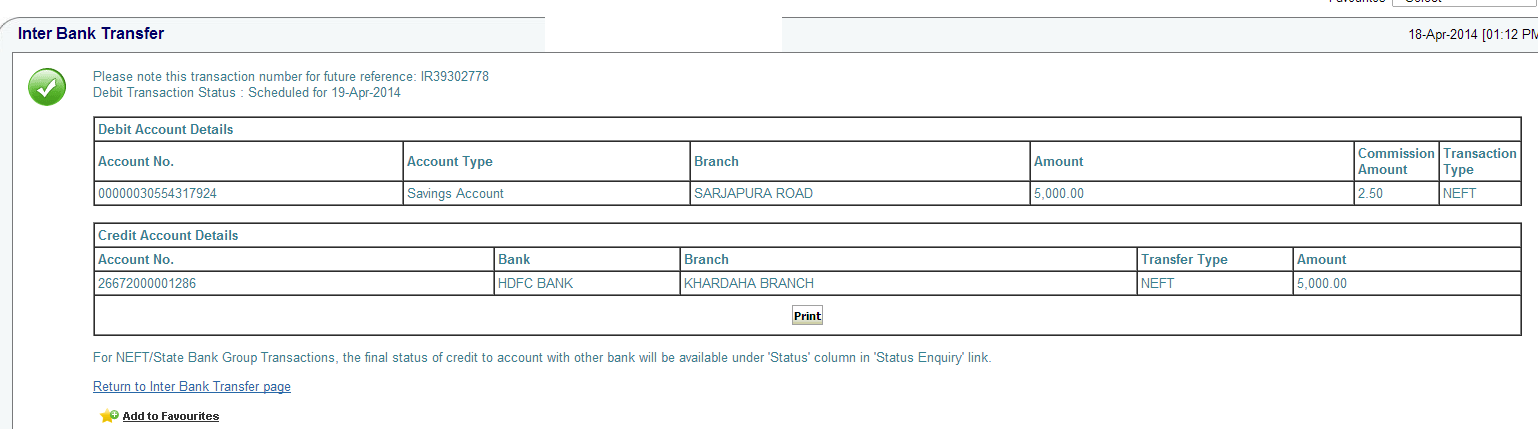 Favourites Select
Inter Bank Transfer
18-Apr-2014 [01:12 PM
Please note this transaction number for future reference: IR39302778
Debit Transaction Status : Scheduled for 19-Apr-2014
Debit Account Details
Account No. Account Type Branch Amount Commission Amount Transaction Type
00000030554317924 Savings Account SARJAPURA ROAD 5,000.00 2.50 NEFT
Credit Account Details
Account No. Bank Branch Transfer Type Amount
26672000001286 HDFC BANK KHARDAHA BRANCH NEFT 5,000.00
Print
For NEFT/State Bank Group Transactions, the final status of credit to account with other bank will be available under 'Status' column in 'Status Enquiry' link.
Return to Inter Bank Transfer page
Add to Favourites